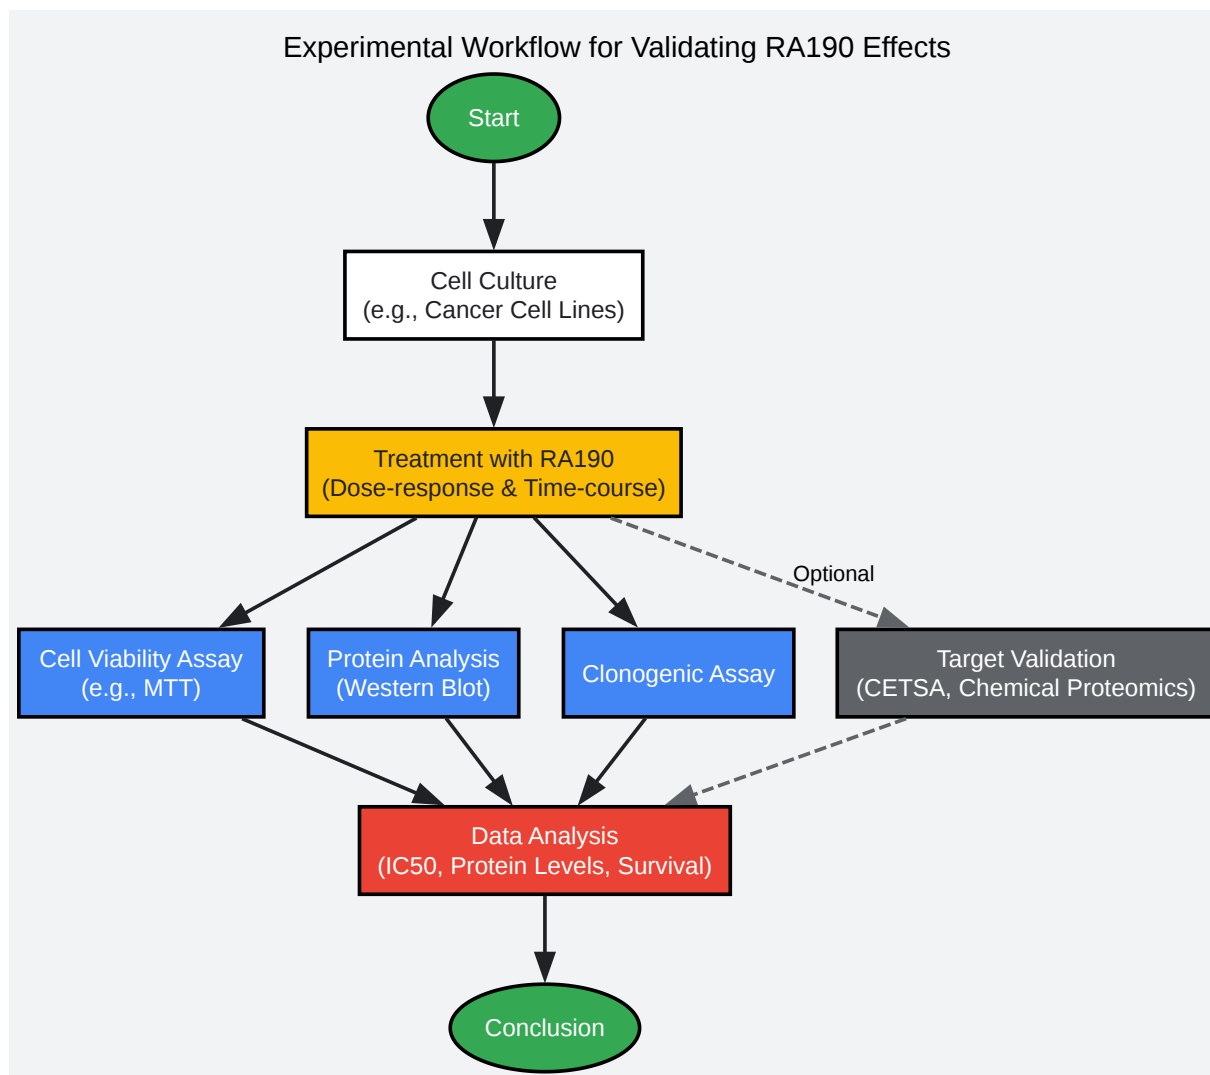 Experimental Workflow for Validating RA190 Effects
Start
Cell Culture
(e.g., Cancer Cell Lines)
Treatment with RA190
(Dose-response & Time-course)
Optional
Cell Viability Assay
(e.g., MTT)
Protein Analysis
(Western Blot)
Clonogenic Assay
Target Validation
(CETSA, Chemical Proteomics)
Data Analysis
(IC50, Protein Levels, Survival)
Conclusion